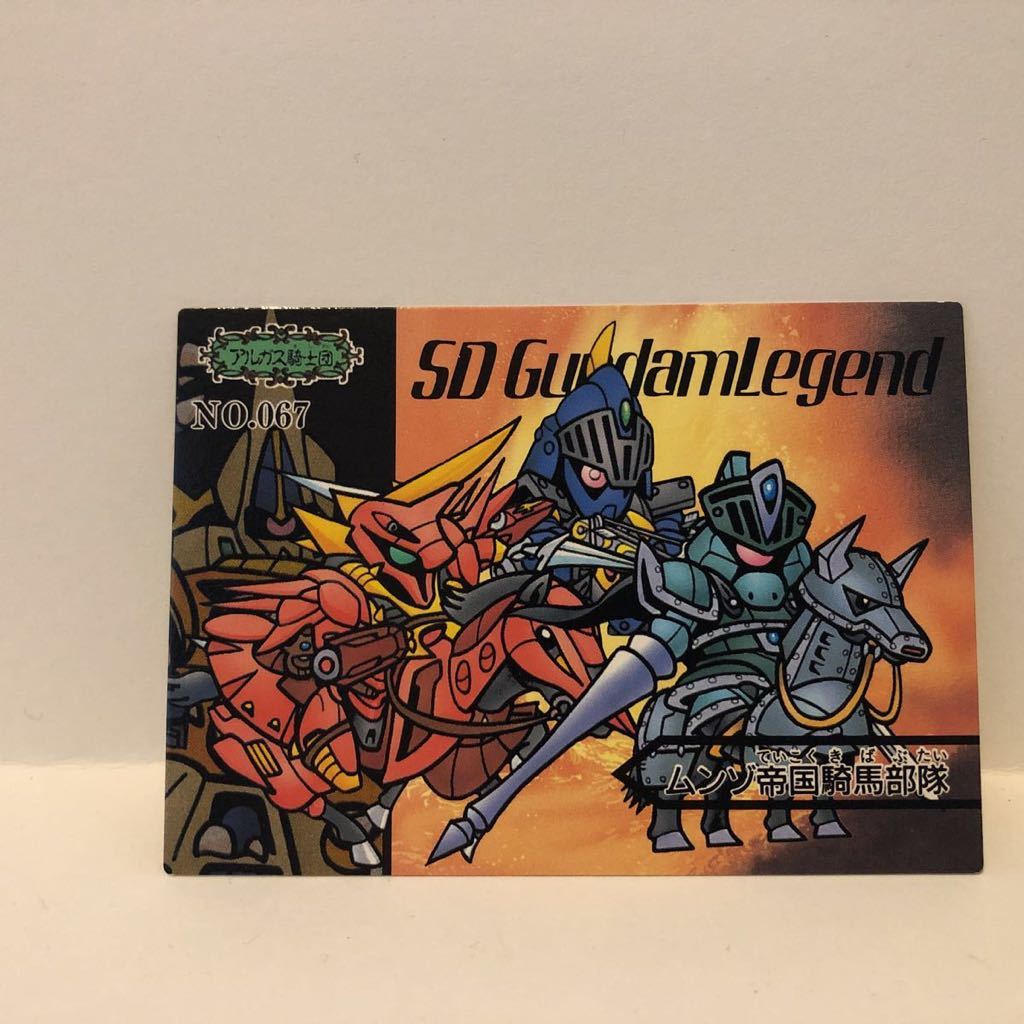 アルガス騎士団
NO.067
SD GundamLegend
ていこくきばぶたい
ムンゾ帝国騎馬部隊